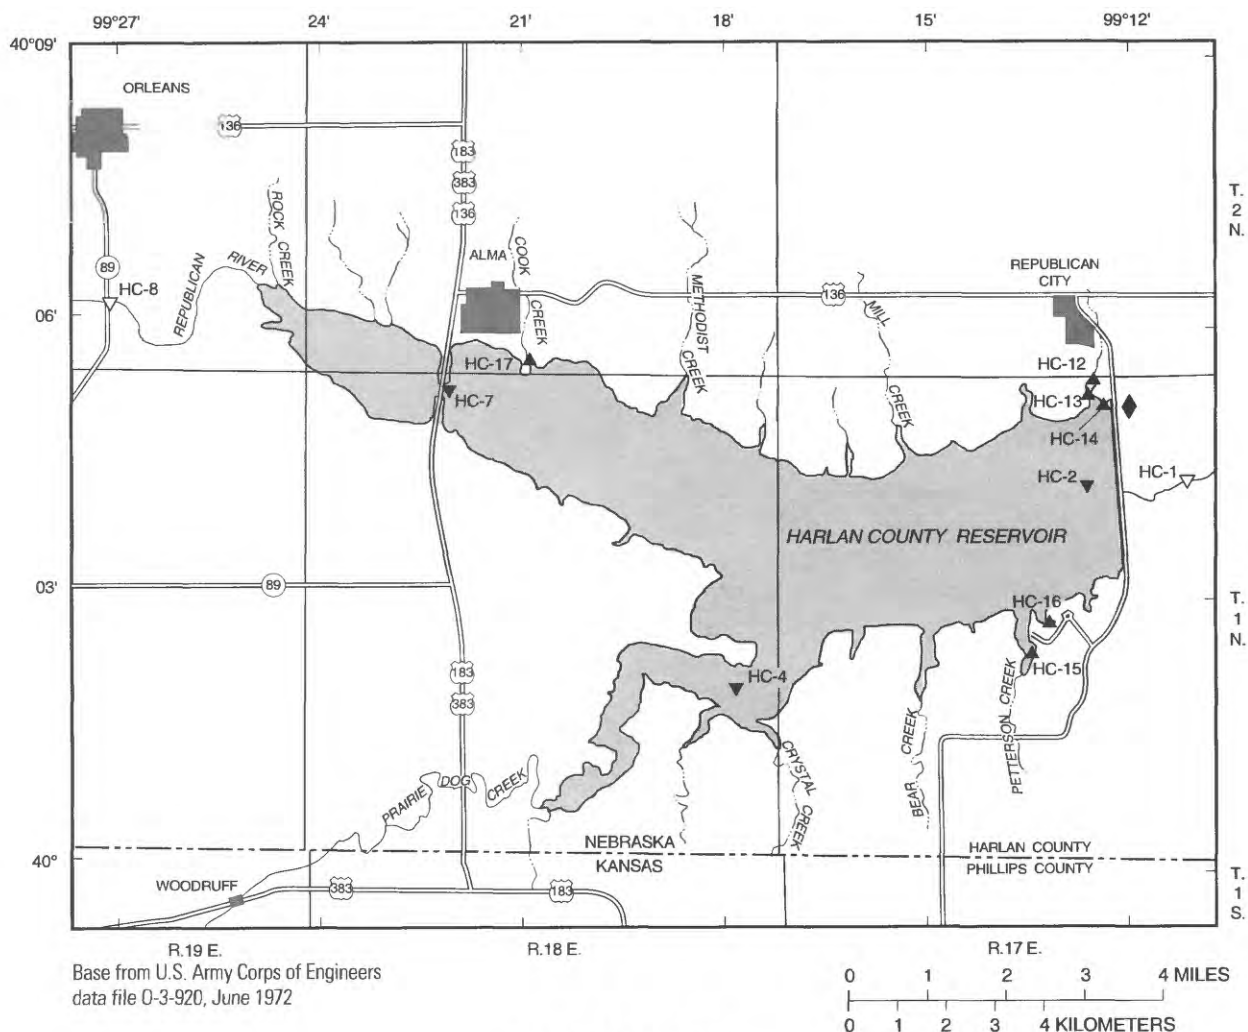 99°27' 24' 21' 18' 15' 99°12'
40°09'
ORLEANS
136
183
383
136
T.
2
N.
ROCK CREEK
COOK
CREEK
ALMA
METHODIST
CREEK
REPUBLICAN
CITY
89
HC-8
REPUBLICAN
RIVER
136
MILL
CREEK
06'
HC-17
HC-12
HC-7
HC-13
HC-14
HC-2
HC-1
HARLAN COUNTY RESERVOIR
03'
89
HC-16
T.
1
N.
HC-15
HC-4
183
383
PETTERSON CREEK
BEAR CREEK
CRYSTAL
CREEK
PRAIRIE
DOG
CREEK
NEBRASKA
KANSAS
HARLAN COUNTY
PHILLIPS COUNTY
40°
WOODRUFF
383
183
T.
1
S.
R.19 E. R.18 E. R.17 E.
Base from U.S. Army Corps of Engineers
data file O-3-920, June 1972
0 1 2 3 4 MILES
0 1 2 3 4 KILOMETERS